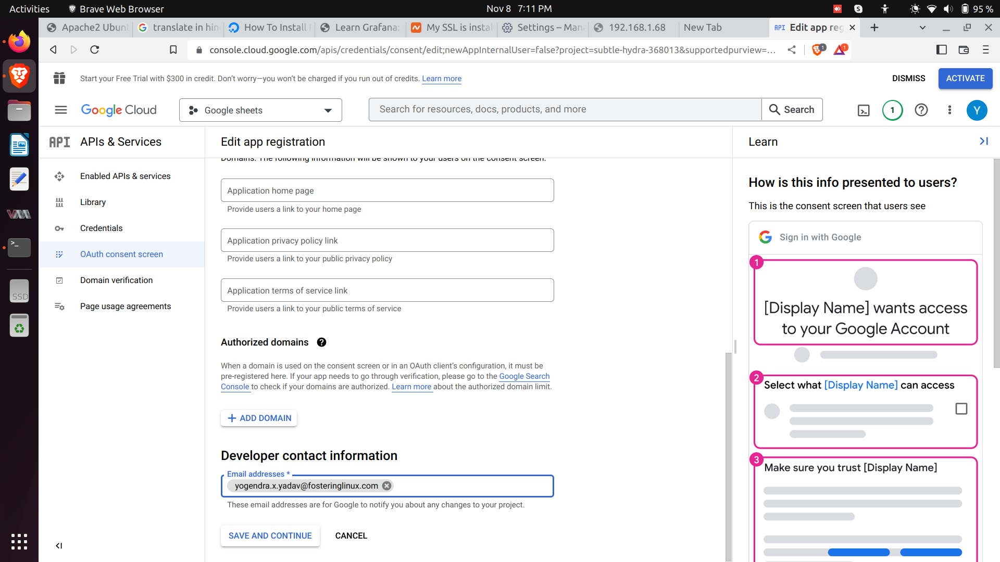 Activities
Brave Web Browser
Nov 8 7:11 PM
95 %
Apache2 Ubunt
translate in hin
How To Install
Learn Grafana:
My SSL is instal
Settings – Man
192.168.1.68
New Tab
API Edit app reg
console.cloud.google.com/apis/credentials/consent/edit;newAppInternalUser=false?project=subtle-hydra-368013&supportedpurview=...
1
1
Start your Free Trial with $300 in credit. Don’t worry—you won’t be charged if you run out of credits. Learn more
DISMISS
ACTIVATE
Google Cloud
Google sheets
Search for resources, docs, products, and more
Search
1
Y
API APIs & Services
Edit app registration
Learn
Enabled APIs & services
Library
Credentials
OAuth consent screen
Domain verification
Page usage agreements
SSD
Domains. The following information will be shown to your users on the consent screen.
Application home page
Provide users a link to your home page
Application privacy policy link
Provide users a link to your public privacy policy
Application terms of service link
Provide users a link to your public terms of service
Authorized domains
When a domain is used on the consent screen or in an OAuth client’s configuration, it must be
pre-registered here. If your app needs to go through verification, please go to the Google Search
Console to check if your domains are authorized. Learn more about the authorized domain limit.
ADD DOMAIN
Developer contact information
Email addresses *
yogendra.x.yadav@fosteringlinux.com
These email addresses are for Google to notify you about any changes to your project.
SAVE AND CONTINUE
CANCEL
How is this info presented to users?
This is the consent screen that users see
Sign in with Google
1
[Display Name] wants access
to your Google Account
2
Select what [Display Name] can access
3
Make sure you trust [Display Name]